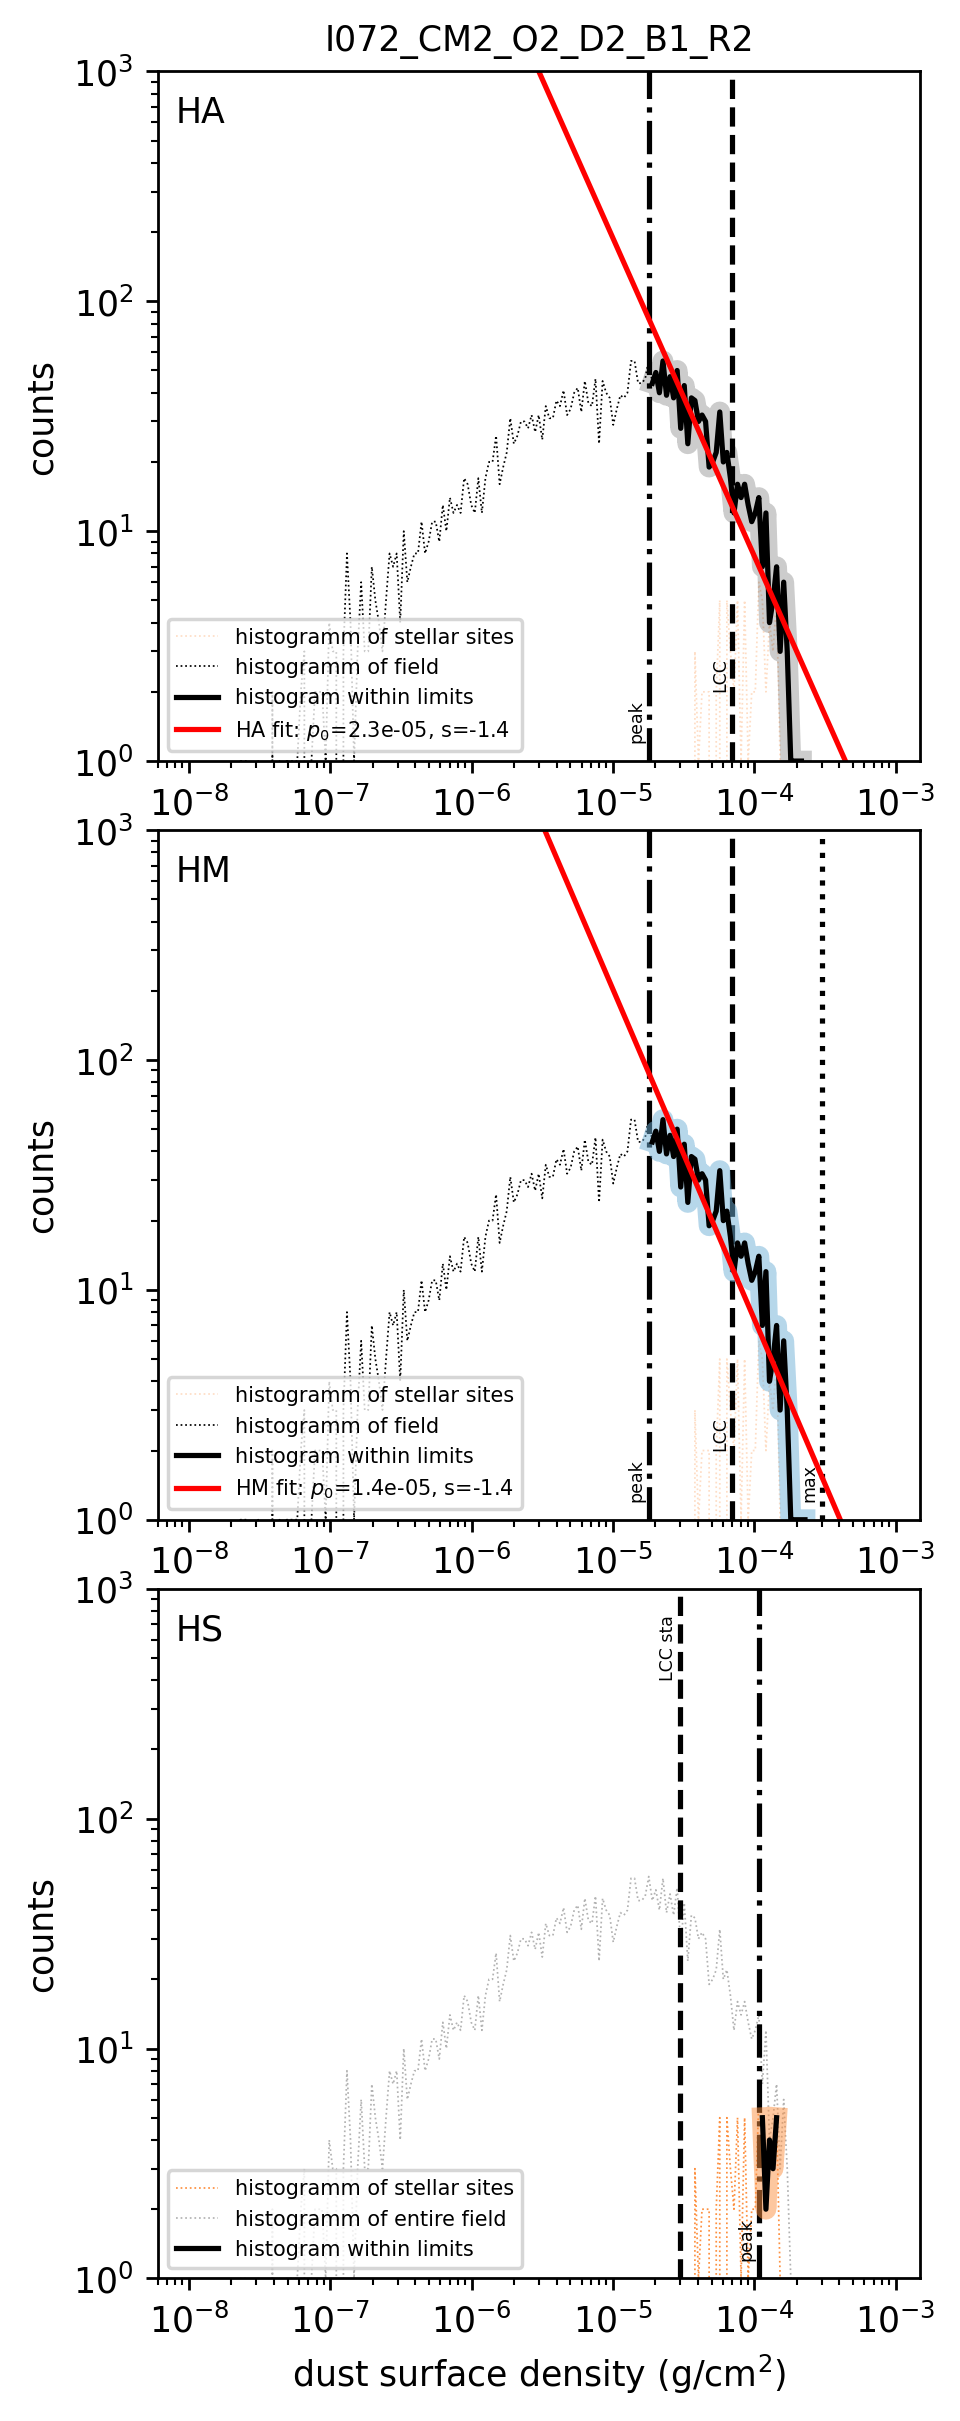 I072_CM2_O2_D2_B1_R2
HA
counts
10³
10²
10¹
10⁰
LCC
peak
histogramm of stellar sites
histogramm of field
histogram within limits
HA fit: p₀=2.3e-05, s=-1.4
10⁻⁸ 10⁻⁷ 10⁻⁶ 10⁻⁵ 10⁻⁴ 10⁻³
HM
counts
10³
10²
10¹
10⁰
LCC
peak
max
histogramm of stellar sites
histogramm of field
histogram within limits
HM fit: p₀=1.4e-05, s=-1.4
10⁻⁸ 10⁻⁷ 10⁻⁶ 10⁻⁵ 10⁻⁴ 10⁻³
HS
LCC sta
counts
10³
10²
10¹
10⁰
peak
histogramm of stellar sites
histogramm of entire field
histogram within limits
10⁻⁸ 10⁻⁷ 10⁻⁶ 10⁻⁵ 10⁻⁴ 10⁻³
dust surface density (g/cm²)